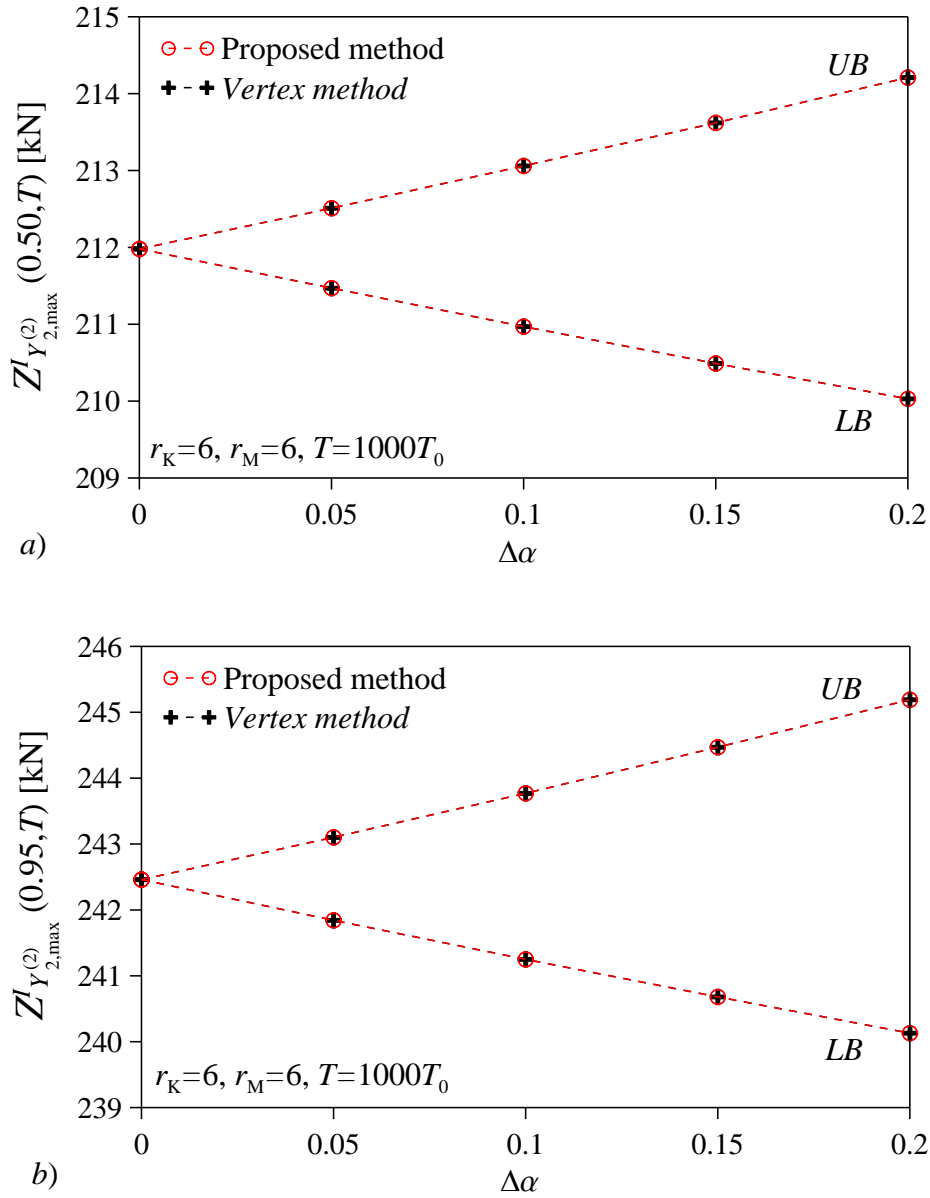 215
214
213
212
211
210
209
Z^I_{Y^{(2)}_{2,max}} (0.50,T) [kN]
Proposed method
Vertex method
UB
LB
r_K=6, r_M=6, T=1000T_0
0 0.05 0.1 0.15 0.2
a) Δα
246
245
244
243
242
241
240
239
Z^I_{Y^{(2)}_{2,max}} (0.95,T) [kN]
Proposed method
Vertex method
UB
LB
r_K=6, r_M=6, T=1000T_0
0 0.05 0.1 0.15 0.2
b) Δα